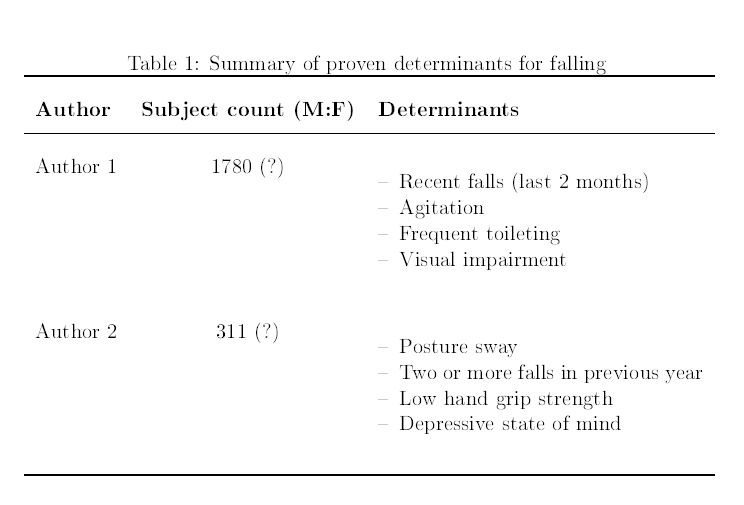 Table 1: Summary of proven determinants for falling
Author Subject count (M:F) Determinants
Author 1 1780 (?)
– Recent falls (last 2 months)
– Agitation
– Frequent toileting
– Visual impairment
Author 2 311 (?)
– Posture sway
– Two or more falls in previous year
– Low hand grip strength
– Depressive state of mind